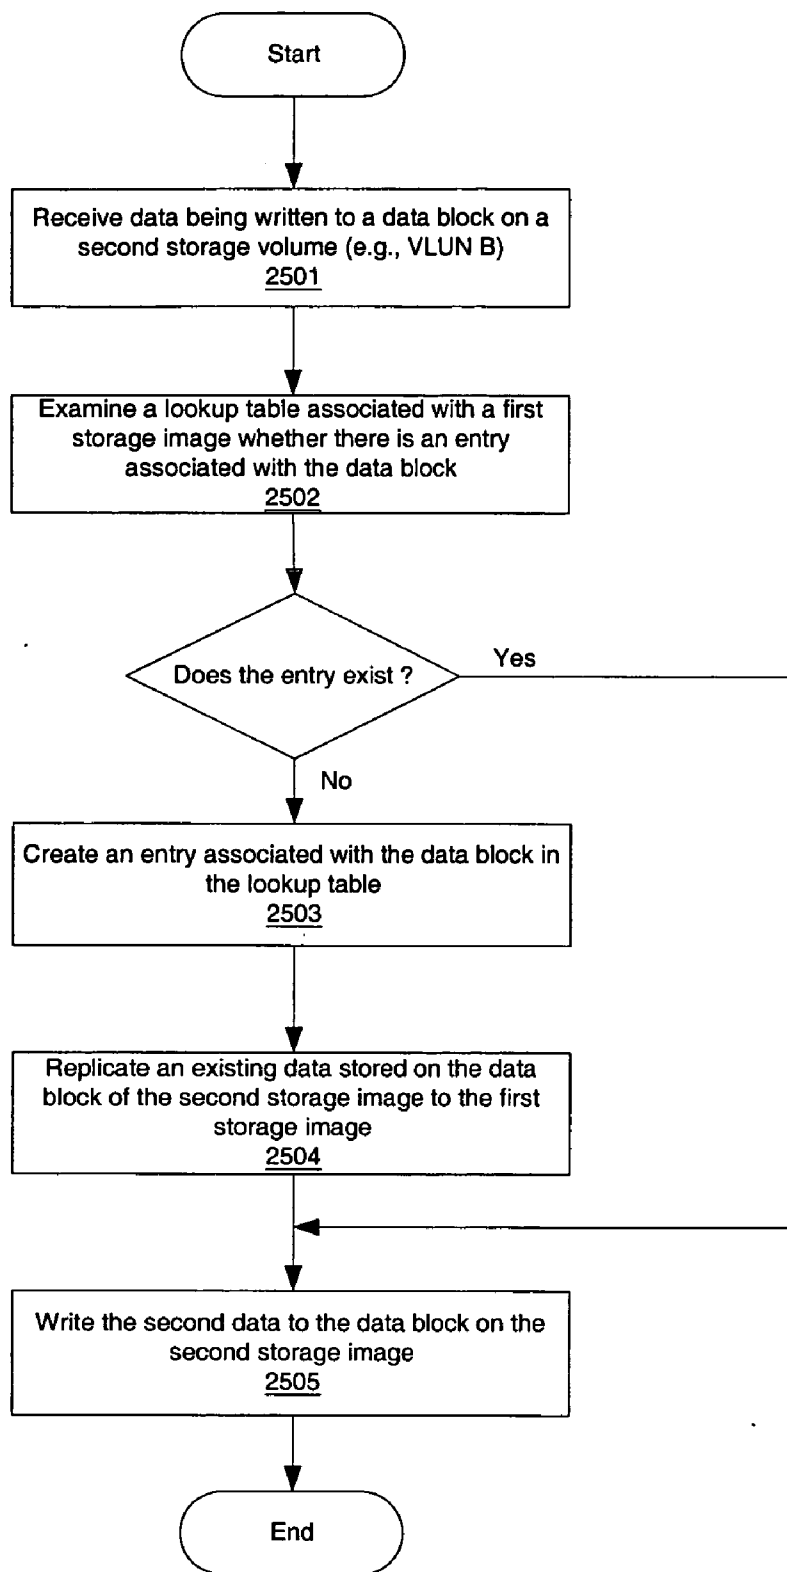 Start
Receive data being written to a data block on a
second storage volume (e.g., VLUN B)
2501
Examine a lookup table associated with a first
storage image whether there is an entry
associated with the data block
2502
Does the entry exist ?
Yes
No
Create an entry associated with the data block in
the lookup table
2503
Replicate an existing data stored on the data
block of the second storage image to the first
storage image
2504
Write the second data to the data block on the
second storage image
2505
End